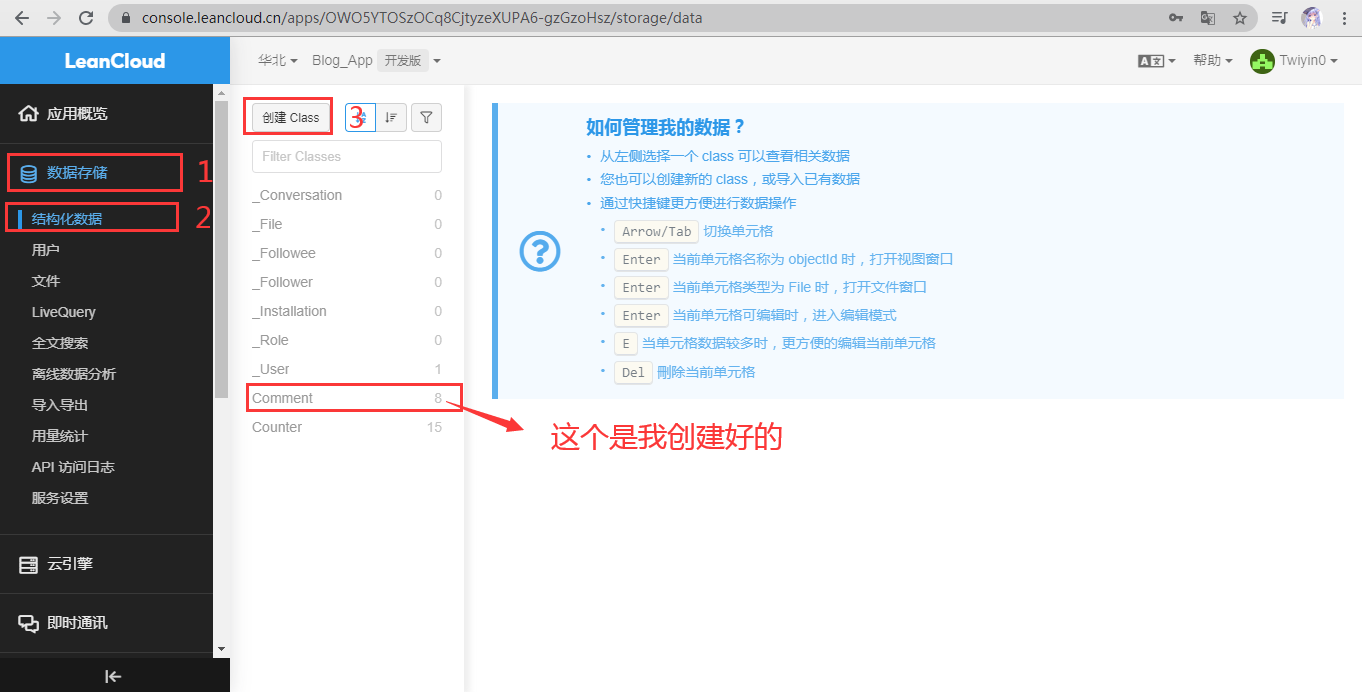 console.leancloud.cn/apps/OWO5YTOSzOCq8CjtyzeXUPA6-gzGzoHsz/storage/data
LeanCloud
华北 Blog_App 开发版
帮助 Twiyin0
应用概览
数据存储 1
结构化数据 2
用户
文件
LiveQuery
全文搜索
离线数据分析
导入导出
用量统计
API 访问日志
服务设置
云引擎
即时通讯
创建 Class 3
Filter Classes
_Conversation 0
_File 0
_Followee 0
_Follower 0
_Installation 0
_Role 0
_User 1
Comment 8
Counter 15
如何管理我的数据？
• 从左侧选择一个 class 可以查看相关数据
• 您也可以创建新的 class，或导入已有数据
• 通过快捷键更方便进行数据操作
• Arrow/Tab 切换单元格
• Enter 当前单元格名称为 objectId 时，打开视图窗口
• Enter 当前单元格类型为 File 时，打开文件窗口
• Enter 当前单元格可编辑时，进入编辑模式
• E 当单元格数据较多时，更方便的编辑当前单元格
• Del 刪除当前单元格
这个是我创建好的